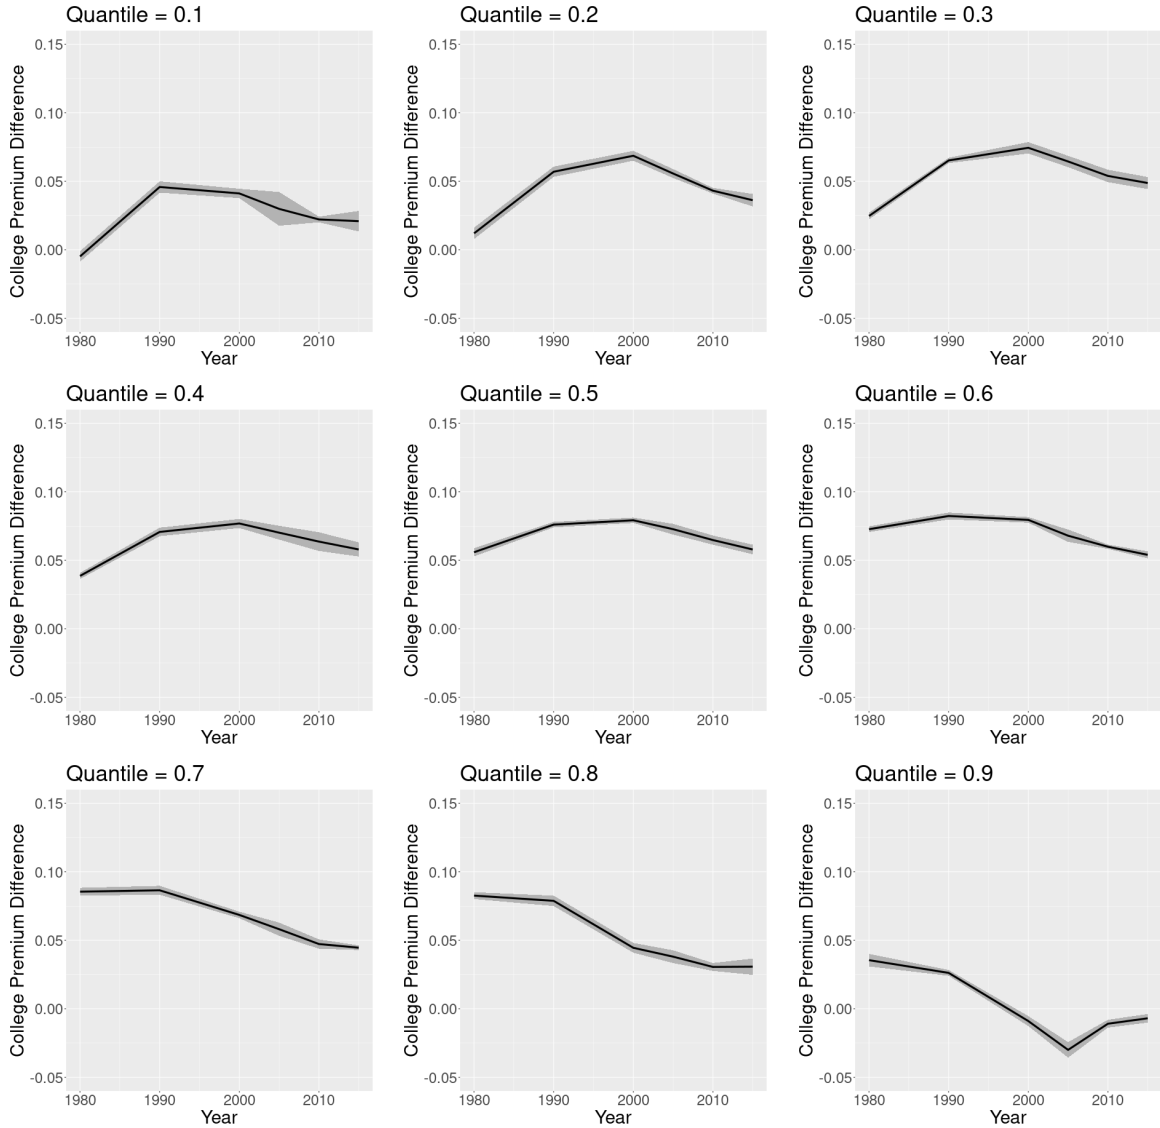 Quantile = 0.1
College Premium Difference
0.15
0.10
0.05
0.00
-0.05
1980 1990 2000 2010
Year
Quantile = 0.2
College Premium Difference
0.15
0.10
0.05
0.00
-0.05
1980 1990 2000 2010
Year
Quantile = 0.3
College Premium Difference
0.15
0.10
0.05
0.00
-0.05
1980 1990 2000 2010
Year
Quantile = 0.4
College Premium Difference
0.15
0.10
0.05
0.00
-0.05
1980 1990 2000 2010
Year
Quantile = 0.5
College Premium Difference
0.15
0.10
0.05
0.00
-0.05
1980 1990 2000 2010
Year
Quantile = 0.6
College Premium Difference
0.15
0.10
0.05
0.00
-0.05
1980 1990 2000 2010
Year
Quantile = 0.7
College Premium Difference
0.15
0.10
0.05
0.00
-0.05
1980 1990 2000 2010
Year
Quantile = 0.8
College Premium Difference
0.15
0.10
0.05
0.00
-0.05
1980 1990 2000 2010
Year
Quantile = 0.9
College Premium Difference
0.15
0.10
0.05
0.00
-0.05
1980 1990 2000 2010
Year